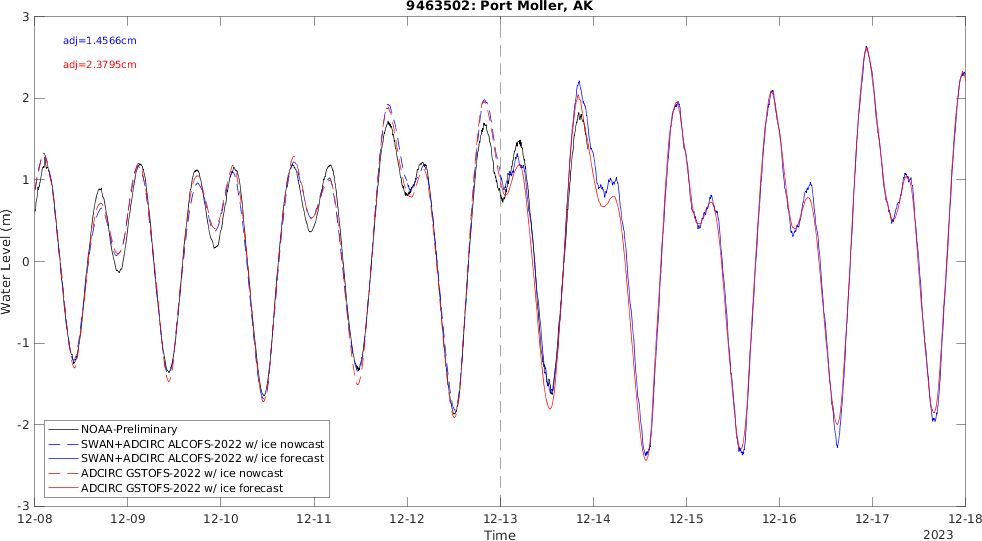 9463502: Port Moller, AK
adj=1.4566cm
adj=2.3795cm
Water Level (m)
3
2
1
0
-1
-2
-3
NOAA-Preliminary
SWAN+ADCIRC ALCOFS-2022 w/ ice nowcast
SWAN+ADCIRC ALCOFS-2022 w/ ice forecast
ADCIRC GSTOFS-2022 w/ ice nowcast
ADCIRC GSTOFS-2022 w/ ice forecast
12-08 12-09 12-10 12-11 12-12 12-13 12-14 12-15 12-16 12-17 12-18
Time
2023